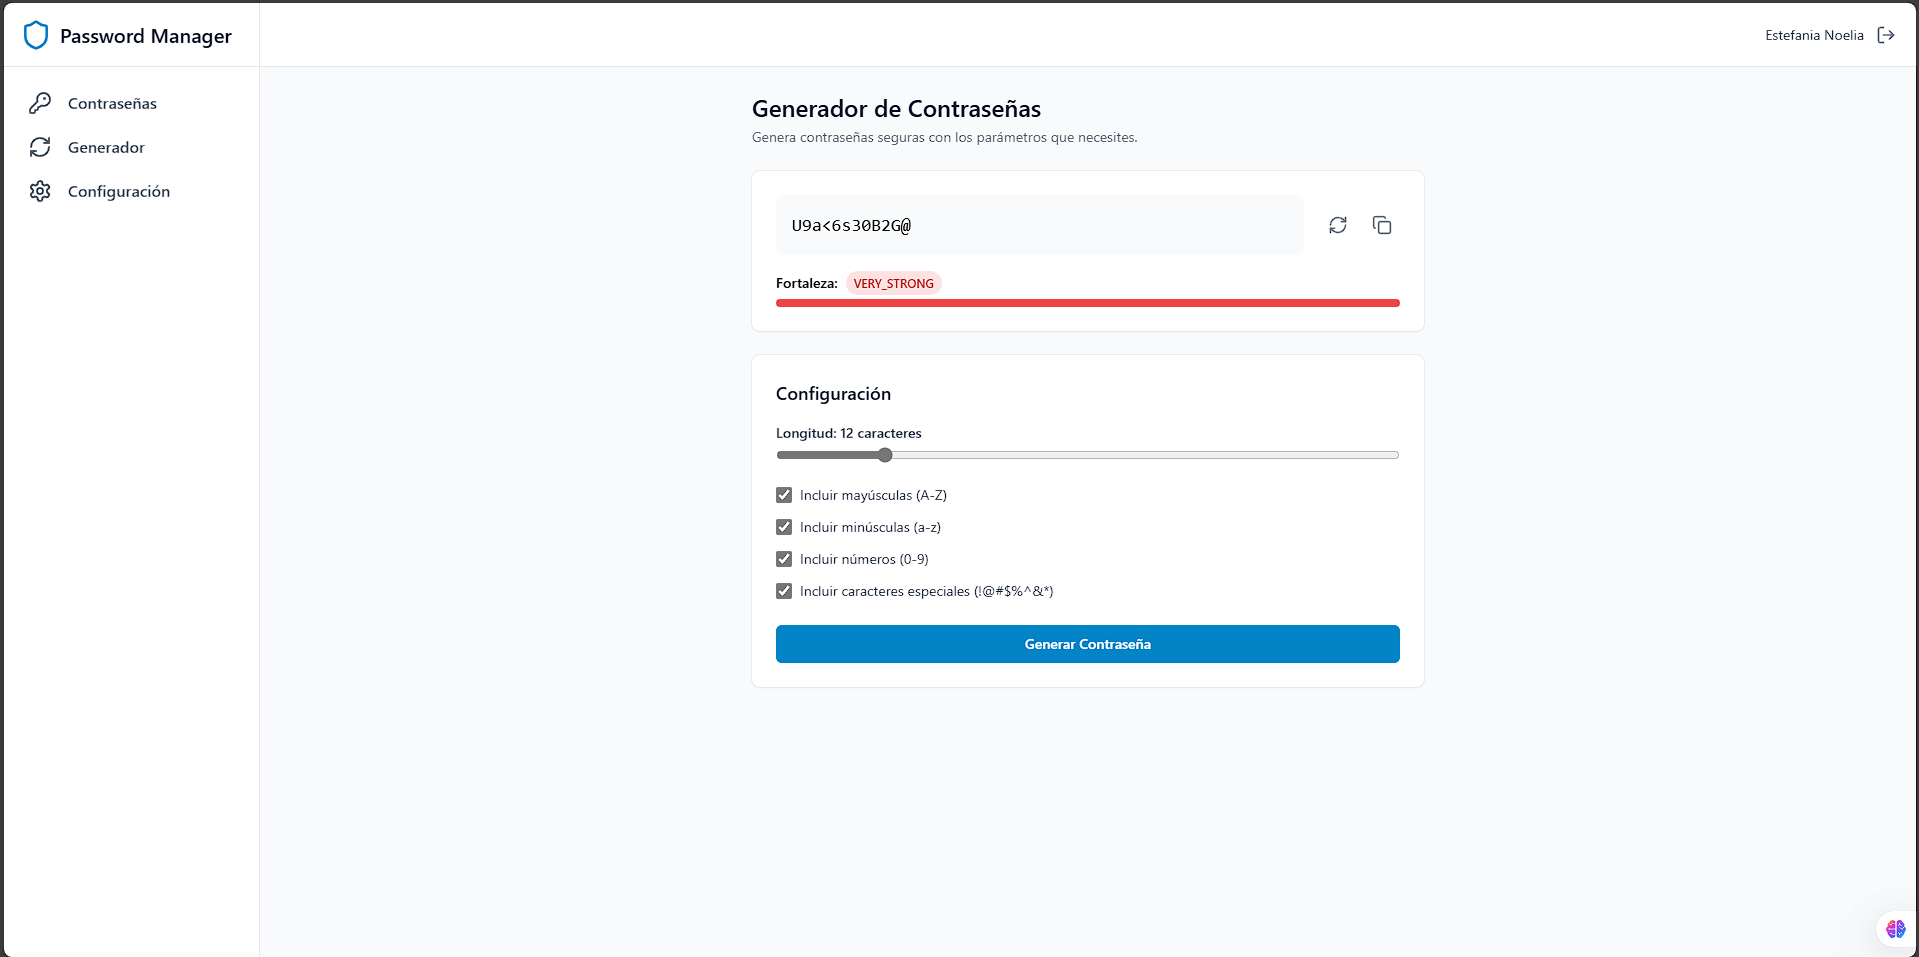 Password Manager
Estefania Noelia
Contraseñas
Generador
Configuración
Generador de Contraseñas
Genera contraseñas seguras con los parámetros que necesites.
U9a<6s30B2G@
Fortaleza: VERY_STRONG
Configuración
Longitud: 12 caracteres
Incluir mayúsculas (A-Z)
Incluir minúsculas (a-z)
Incluir números (0-9)
Incluir caracteres especiales (!@#$%^&*)
Generar Contraseña